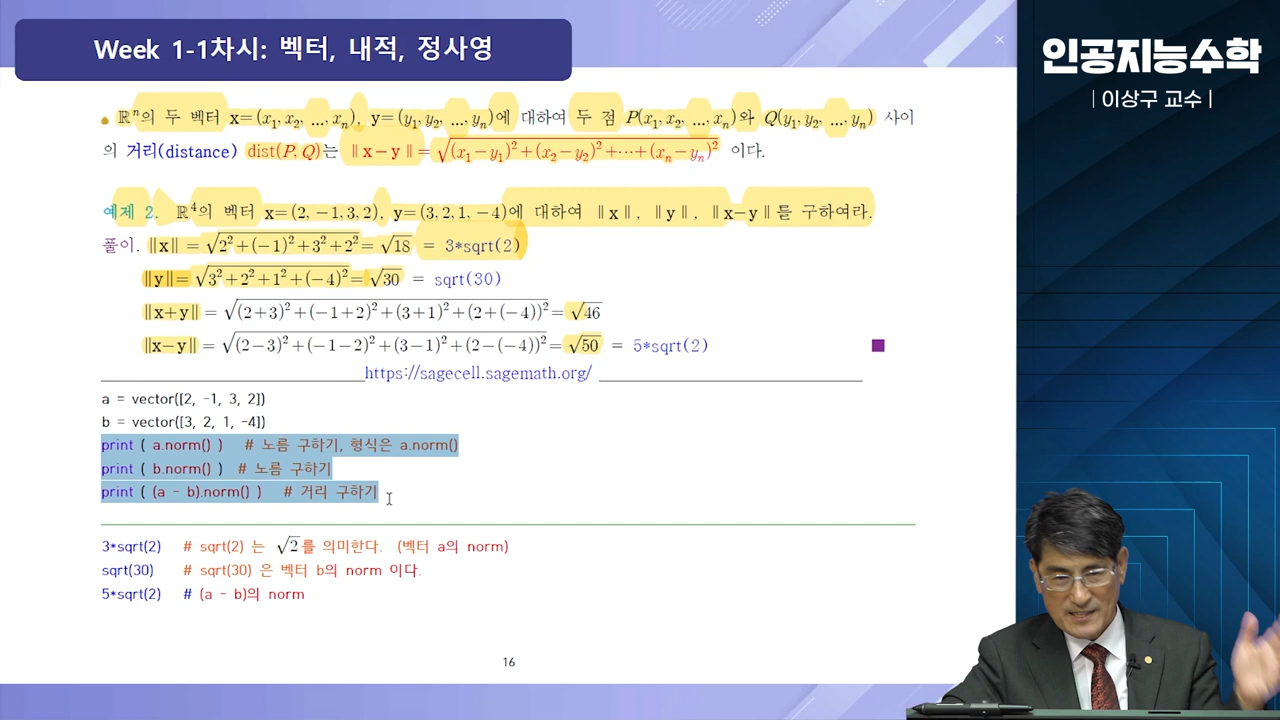 Week 1-1차시: 벡터, 내적, 정사영
인공지능수학
| 이상구 교수 |
ℝⁿ의 두 벡터 x=(x₁, x₂, ..., xₙ), y=(y₁, y₂, ..., yₙ)에 대하여 두 점 P(x₁, x₂, ..., xₙ)와 Q(y₁, y₂, ..., yₙ) 사이
의 거리(distance) dist(P, Q)는 ‖x−y‖=√((x₁−y₁)²+(x₂−y₂)²+⋯+(xₙ−yₙ)²) 이다.
예제 2. ℝ⁴의 벡터 x=(2, −1, 3, 2), y=(3, 2, 1, −4)에 대하여 ‖x‖, ‖y‖, ‖x−y‖를 구하여라.
풀이. ‖x‖ = √(2²+(−1)²+3²+2²) = √18 = 3*sqrt(2)
‖y‖ = √(3²+2²+1²+(−4)²) = √30 = sqrt(30)
‖x+y‖ = √((2+3)²+(−1+2)²+(3+1)²+(2+(−4))²) = √46
‖x−y‖ = √((2−3)²+(−1−2)²+(3−1)²+(2−(−4))²) = √50 = 5*sqrt(2)
https://sagecell.sagemath.org/
a = vector([2, -1, 3, 2])
b = vector([3, 2, 1, -4])
print ( a.norm() ) # 노름 구하기, 형식은 a.norm()
print ( b.norm() ) # 노름 구하기
print ( (a - b).norm() ) # 거리 구하기
3*sqrt(2) # sqrt(2) 는 √2를 의미한다. (벡터 a의 norm)
sqrt(30) # sqrt(30) 은 벡터 b의 norm 이다.
5*sqrt(2) # (a - b)의 norm
16